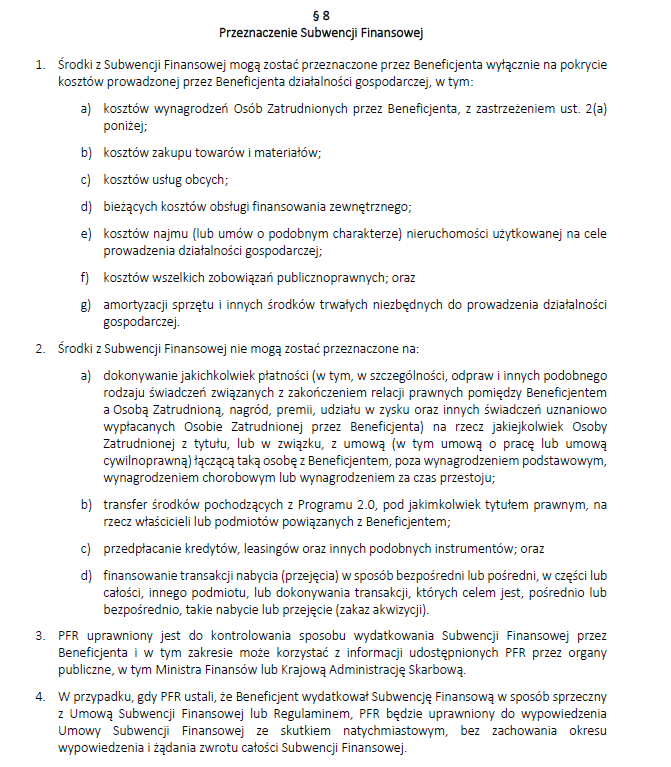 § 8
Przeznaczenie Subwencji Finansowej
1. Środki z Subwencji Finansowej mogą zostać przeznaczone przez Beneficjenta wyłącznie na pokrycie
kosztów prowadzonej przez Beneficjenta działalności gospodarczej, w tym:
a) kosztów wynagrodzeń Osób Zatrudnionych przez Beneficjenta, z zastrzeżeniem ust. 2(a)
poniżej;
b) kosztów zakupu towarów i materiałów;
c) kosztów usług obcych;
d) bieżących kosztów obsługi finansowania zewnętrznego;
e) kosztów najmu (lub umów o podobnym charakterze) nieruchomości użytkowanej na cele
prowadzenia działalności gospodarczej;
f) kosztów wszelkich zobowiązań publicznoprawnych; oraz
g) amortyzacji sprzętu i innych środków trwałych niezbędnych do prowadzenia działalności
gospodarczej.
2. Środki z Subwencji Finansowej nie mogą zostać przeznaczone na:
a) dokonywanie jakichkolwiek płatności (w tym, w szczególności, odpraw i innych podobnego
rodzaju świadczeń związanych z zakończeniem relacji prawnych pomiędzy Beneficjentem
a Osobą Zatrudnioną, nagród, premii, udziału w zysku oraz innych świadczeń uznaniowo
wypłacanych Osobie Zatrudnionej przez Beneficjenta) na rzecz jakiejkolwiek Osoby
Zatrudnionej z tytułu, lub w związku, z umową (w tym umową o pracę lub umową
cywilnoprawną) łączącą taką osobę z Beneficjentem, poza wynagrodzeniem podstawowym,
wynagrodzeniem chorobowym lub wynagrodzeniem za czas przestoju;
b) transfer środków pochodzących z Programu 2.0, pod jakimkolwiek tytułem prawnym, na
rzecz właścicieli lub podmiotów powiązanych z Beneficjentem;
c) przedpłacanie kredytów, leasingów oraz innych podobnych instrumentów; oraz
d) finansowanie transakcji nabycia (przejęcia) w sposób bezpośredni lub pośredni, w części lub
całości, innego podmiotu, lub dokonywania transakcji, których celem jest, pośrednio lub
bezpośrednio, takie nabycie lub przejęcie (zakaz akwizycji).
3. PFR uprawniony jest do kontrolowania sposobu wydatkowania Subwencji Finansowej przez
Beneficjenta i w tym zakresie może korzystać z informacji udostępnionych PFR przez organy
publiczne, w tym Ministra Finansów lub Krajową Administrację Skarbową.
4. W przypadku, gdy PFR ustali, że Beneficjent wydatkował Subwencję Finansową w sposób sprzeczny
z Umową Subwencji Finansowej lub Regulaminem, PFR będzie uprawniony do wypowiedzenia
Umowy Subwencji Finansowej ze skutkiem natychmiastowym, bez zachowania okresu
wypowiedzenia i żądania zwrotu całości Subwencji Finansowej.